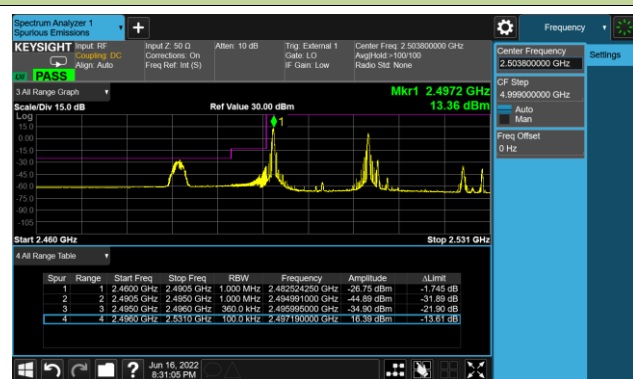 Spectrum Analyzer 1
Spurious Emissions
Frequency
KEYSIGHT
Input: RF
Coupling: DC
Align: Auto
Input Z: 50 Ω
Corrections: On
Freq Ref: Int (S)
Atten: 10 dB
Trig: External 1
Gate: LO
IF Gain: Low
Center Freq: 2.503800000 GHz
Avg|Hold:>100/100
Radio Std: None
LW PASS
Center Frequency
2.503800000 GHz
Settings
CF Step
4.999000000 GHz
Auto
Man
Freq Offset
0 Hz
3 All Range Graph
Mkr1 2.4972 GHz
Scale/Div 15.0 dB
Ref Value 30.00 dBm
13.36 dBm
Log
1
15.0
0.00
-15.0
-30.0
-45.0
-60.0
-75.0
-90.0
-105
Start 2.460 GHz
Stop 2.531 GHz
4 All Range Table
Spur Range Start Freq Stop Freq RBW Frequency Amplitude ΔLimit
1 1 2.4600 GHz 2.4905 GHz 1.000 MHz 2.482524250 GHz -26.75 dBm -1.745 dB
2 2 2.4905 GHz 2.4950 GHz 1.000 MHz 2.494991000 GHz -44.89 dBm -31.89 dB
3 3 2.4950 GHz 2.4960 GHz 360.0 kHz 2.495995000 GHz -34.90 dBm -21.90 dB
4 4 2.4960 GHz 2.5310 GHz 100.0 kHz 2.497190000 GHz 16.39 dBm -13.61 dB
?
Jun 16, 2022
8:31:05 PM